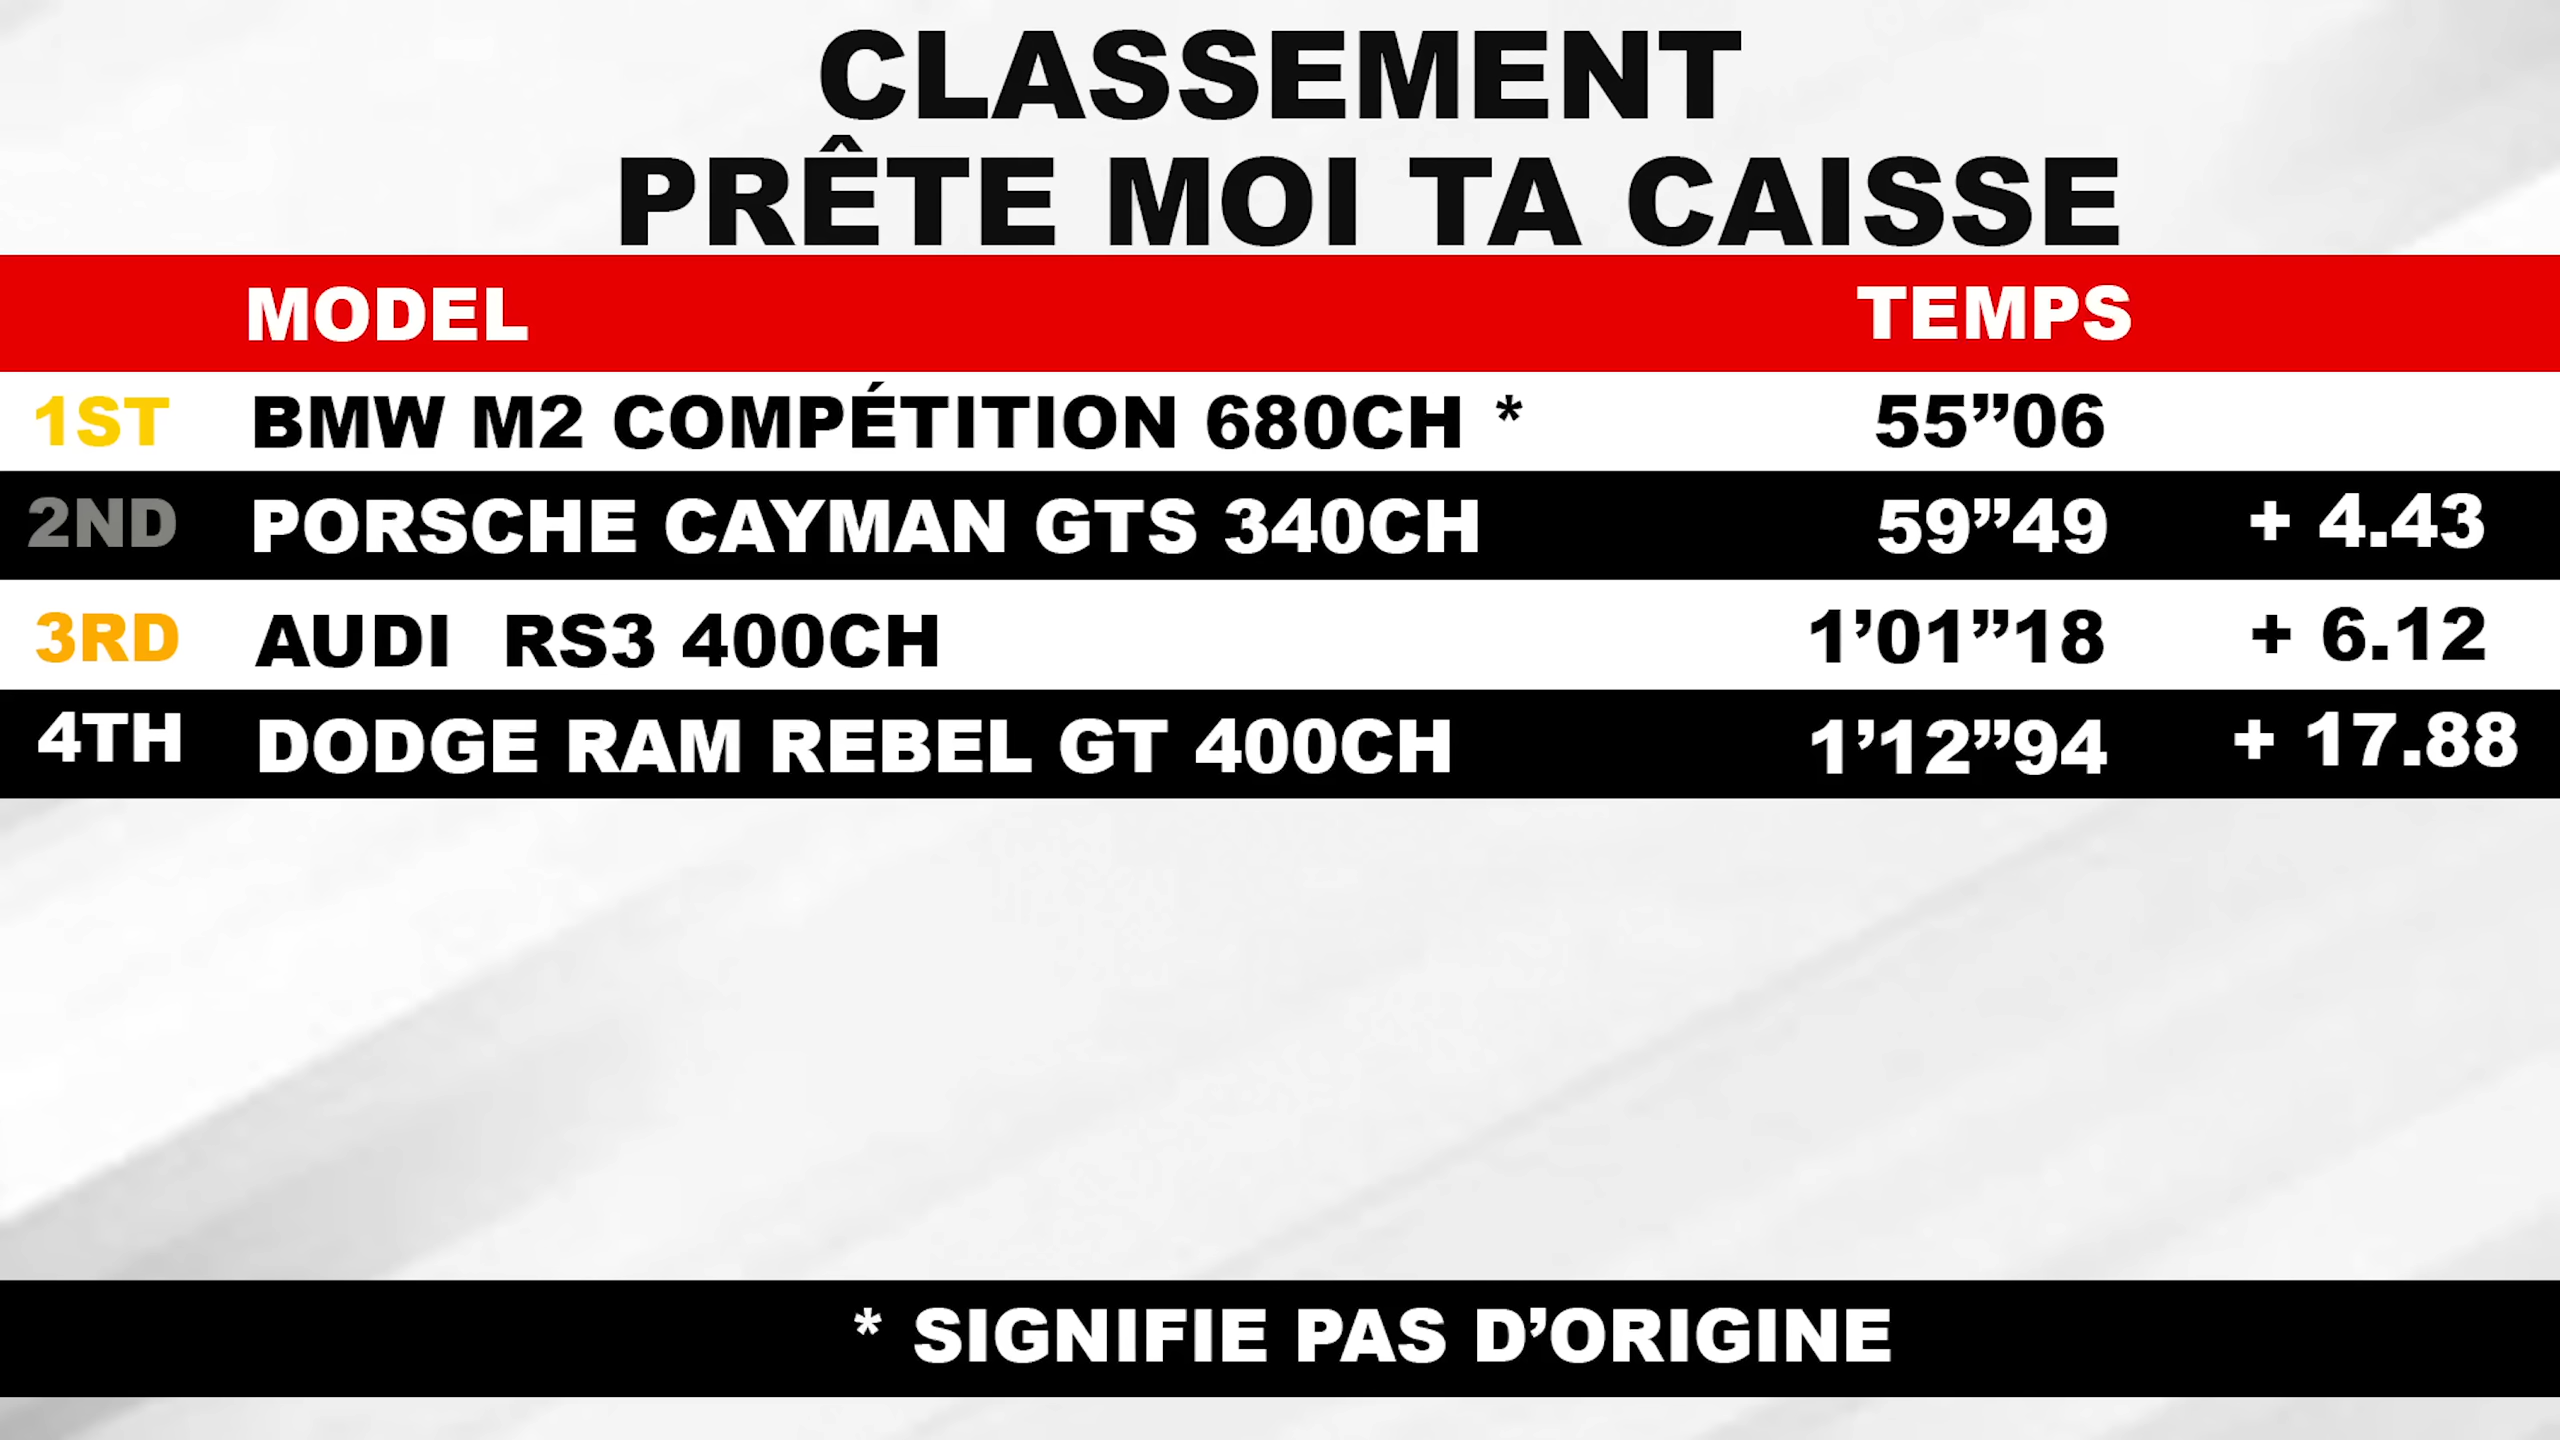 CLASSEMENT
PRÊTE MOI TA CAISSE
MODEL TEMPS
1ST BMW M2 COMPÉTITION 680CH * 55”06
2ND PORSCHE CAYMAN GTS 340CH 59”49 + 4.43
3RD AUDI RS3 400CH 1’01”18 + 6.12
4TH DODGE RAM REBEL GT 400CH 1’12”94 + 17.88
* SIGNIFIE PAS D’ORIGINE